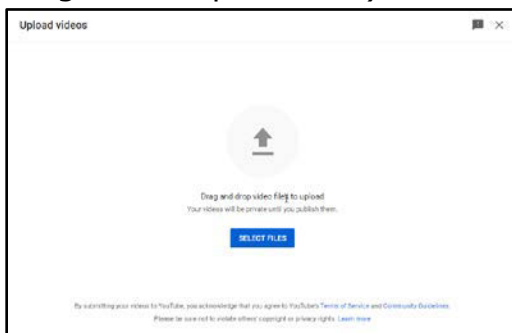 Upload videos
Drag and drop video files to upload
Your videos will be private until you publish them.
SELECT FILES
By submitting your videos to YouTube, you acknowledge that you agree to YouTube's Terms of Service and Community Guidelines.
Please be sure not to violate others' copyright or privacy rights. Learn more